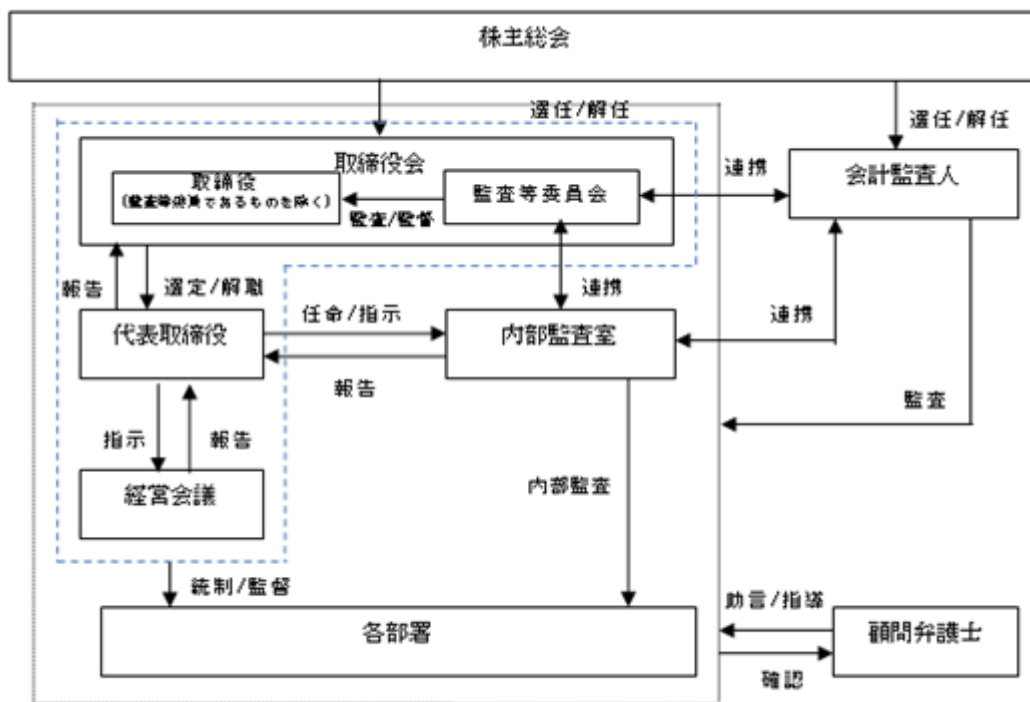 株主総会
選任/解任
選任/解任
取締役会
連携
会計監査人
取締役
監査等委員会
(監査等委員であるものを除く)
監査/監督
報告
選定/解職
連携
任命/指示
連携
代表取締役
内部監査室
報告
監査
指示
報告
経営会議
内部監査
統制/監督
助言/指導
各部署
顧問弁護士
確認